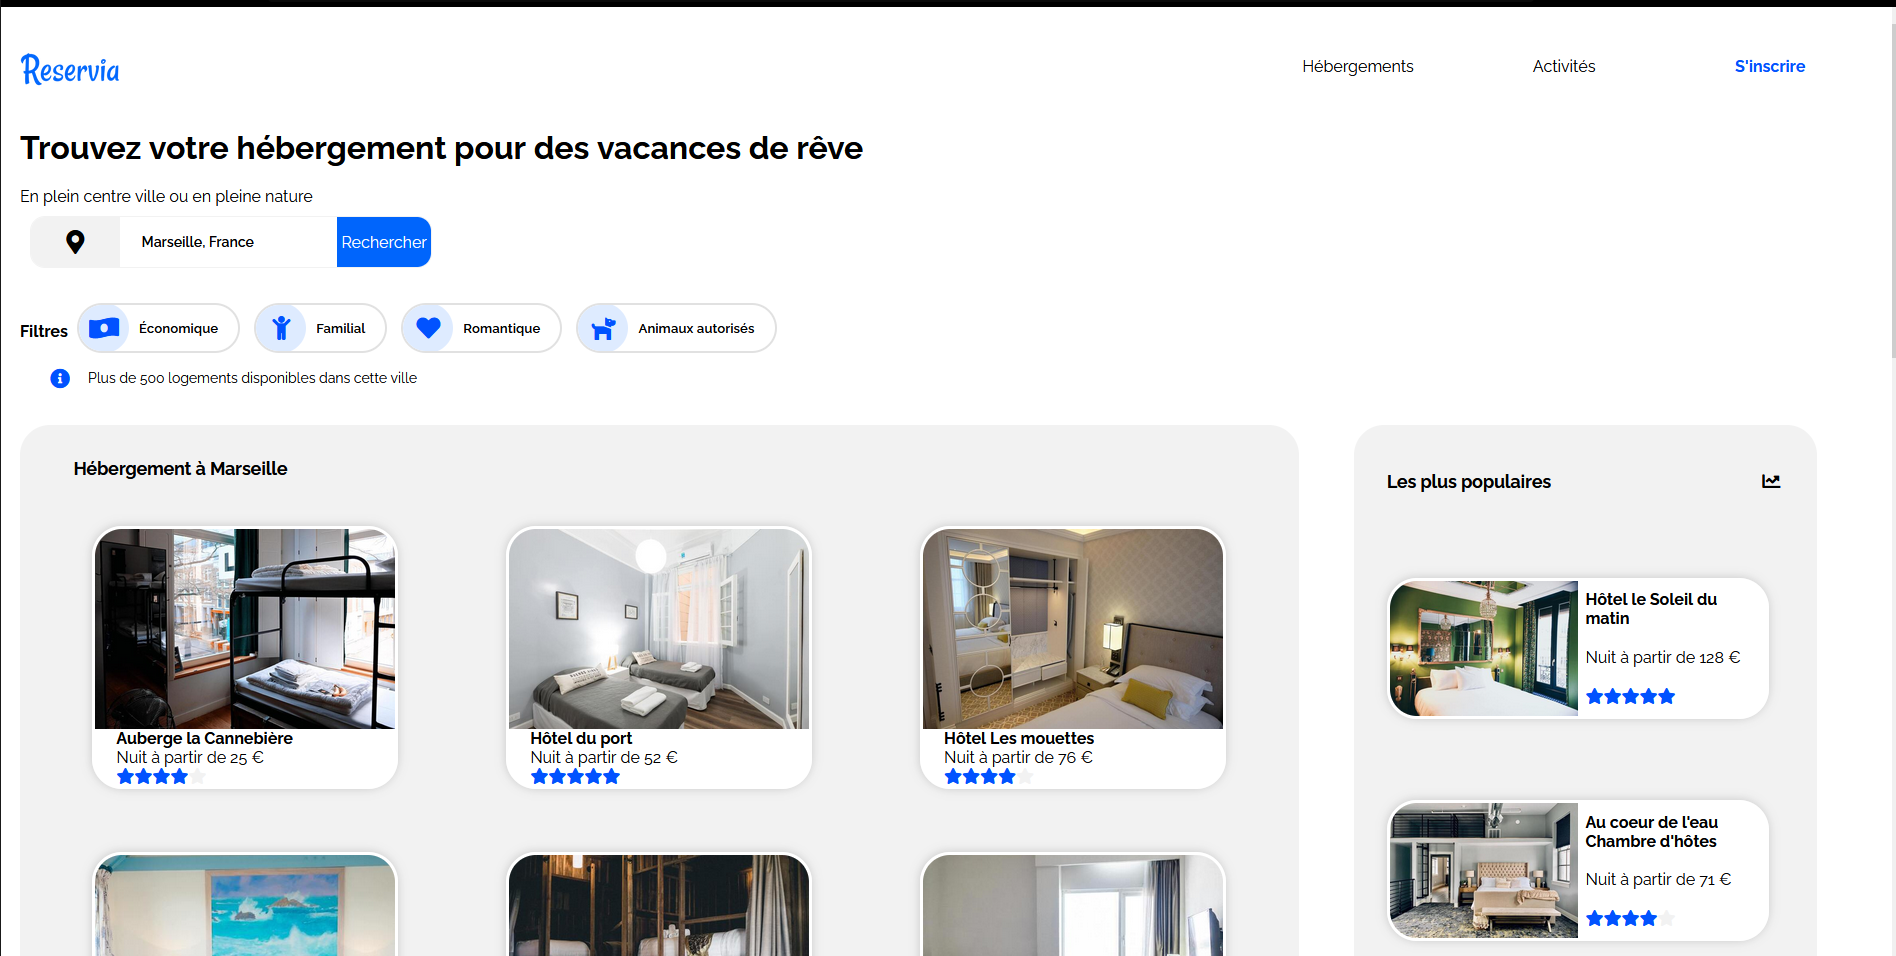 Reservia
Hébergements
Activités
S'inscrire
Trouvez votre hébergement pour des vacances de rêve
En plein centre ville ou en pleine nature
Marseille, France
Rechercher
Filtres
Économique
Familial
Romantique
Animaux autorisés
Plus de 500 logements disponibles dans cette ville
Hébergement à Marseille
Auberge la Cannebière
Nuit à partir de 25 €
Hôtel du port
Nuit à partir de 52 €
Hôtel Les mouettes
Nuit à partir de 76 €
Les plus populaires
Hôtel le Soleil du
matin
Nuit à partir de 128 €
Au coeur de l'eau
Chambre d'hôtes
Nuit à partir de 71 €